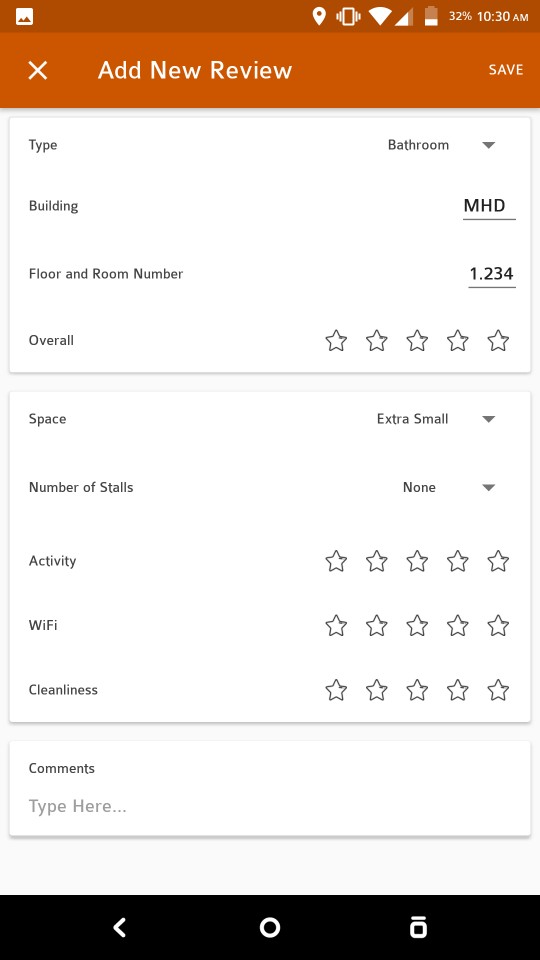 32% 10:30 AM
Add New Review SAVE
Type Bathroom
Building MHD
Floor and Room Number 1.234
Overall
Space Extra Small
Number of Stalls None
Activity
WiFi
Cleanliness
Comments
Type Here...